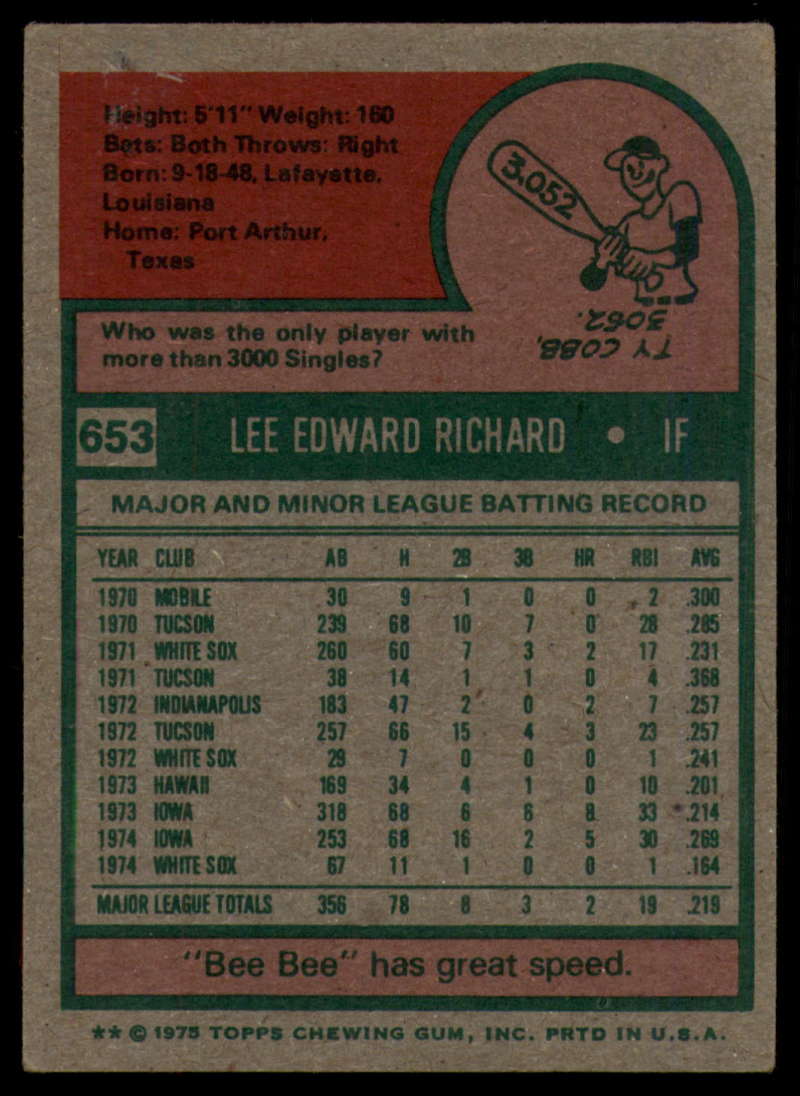 Height: 5'11" Weight: 160
Bats: Both Throws: Right
Born: 9-18-48, Lafayette,
Louisiana
Home: Port Arthur,
Texas
3,052
TY COBB,
3052.
Who was the only player with
more than 3000 Singles?
653 LEE EDWARD RICHARD • IF
MAJOR AND MINOR LEAGUE BATTING RECORD
YEAR CLUB AB H 2B 3B HR RBI AVG
1970 MOBILE 30 9 1 0 0 2 .300
1970 TUCSON 239 68 10 7 0 28 .285
1971 WHITE SOX 260 60 7 3 2 17 .231
1971 TUCSON 38 14 1 1 0 4 .368
1972 INDIANAPOLIS 183 47 2 0 2 7 .257
1972 TUCSON 257 66 15 4 3 23 .257
1972 WHITE SOX 29 7 0 0 0 1 .241
1973 HAWAII 169 34 4 1 0 10 .201
1973 IOWA 318 68 6 6 8 33 .214
1974 IOWA 253 68 16 2 5 30 .269
1974 WHITE SOX 67 11 1 0 0 1 .164
MAJOR LEAGUE TOTALS 356 78 8 3 2 19 .219
"Bee Bee" has great speed.
** © 1975 TOPPS CHEWING GUM, INC. PRTD IN U.S.A.